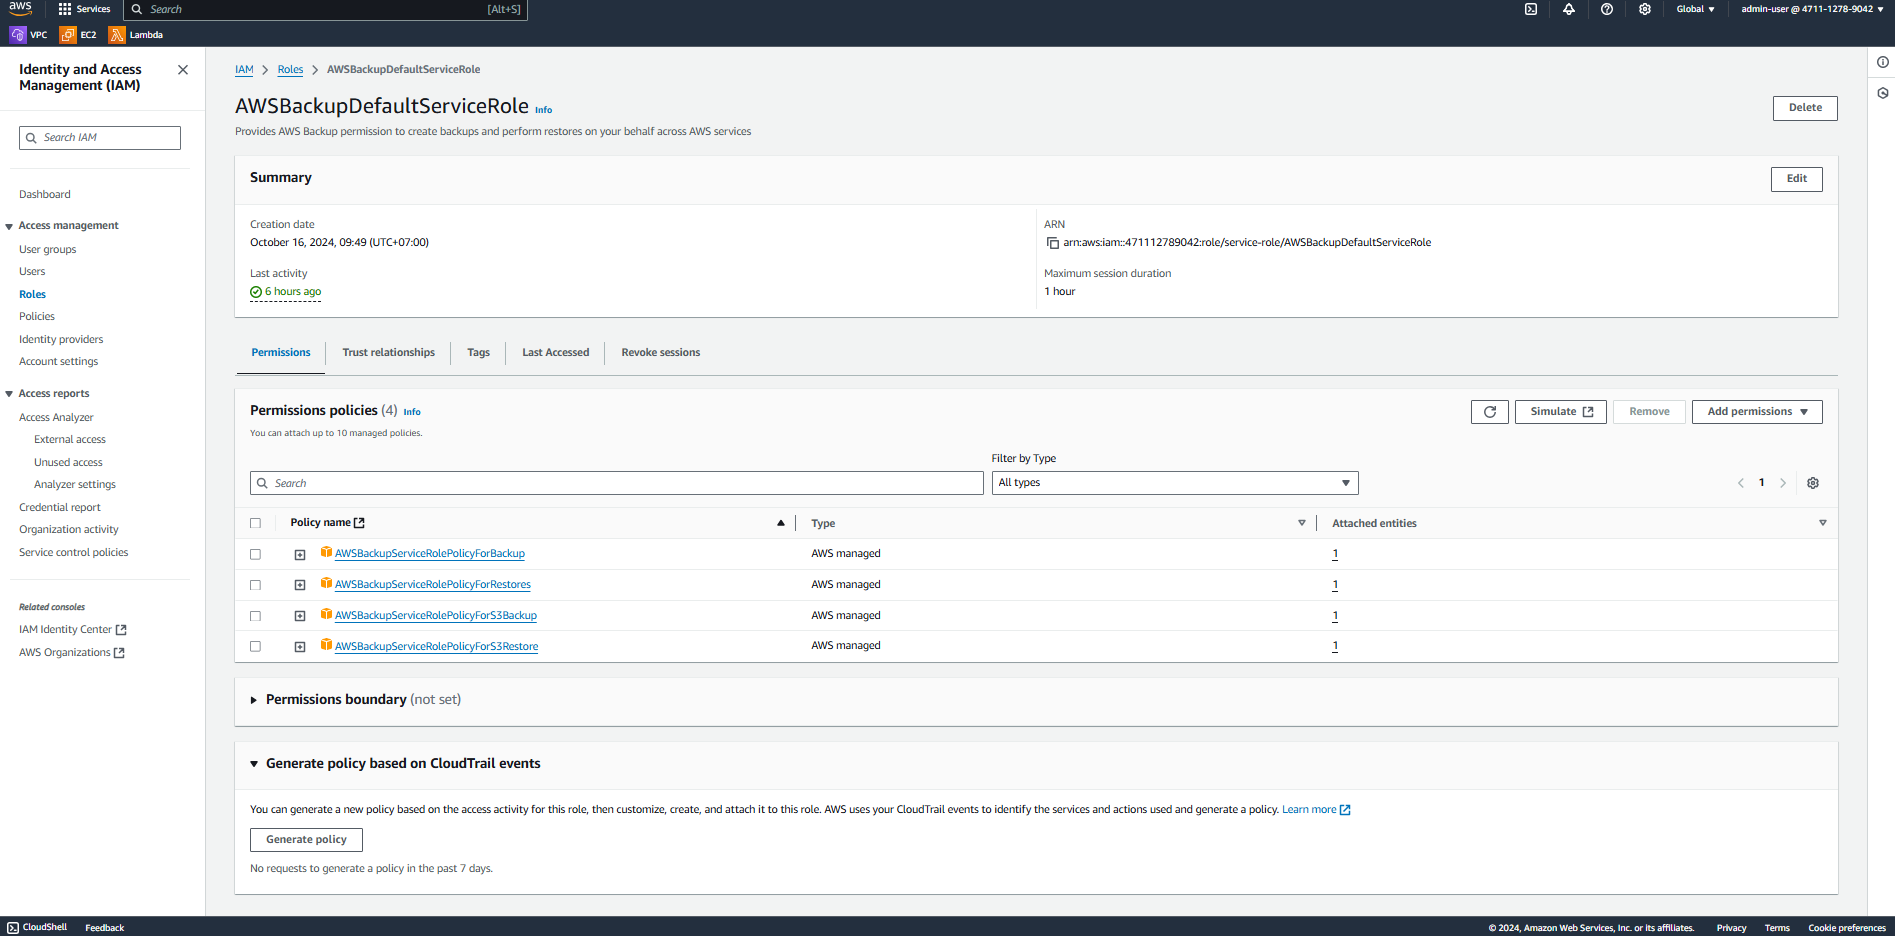 aws
Services
Search
[Alt+S]
Global
admin-user @ 4711-1278-9042
VPC
EC2
Lambda
Identity and Access
Management (IAM)
Search IAM
Dashboard
Access management
User groups
Users
Roles
Policies
Identity providers
Account settings
Access reports
Access Analyzer
External access
Unused access
Analyzer settings
Credential report
Organization activity
Service control policies
Related consoles
IAM Identity Center
AWS Organizations
IAM
Roles
AWSBackupDefaultServiceRole
AWSBackupDefaultServiceRole Info
Delete
Provides AWS Backup permission to create backups and perform restores on your behalf across AWS services
Summary
Edit
Creation date
October 16, 2024, 09:49 (UTC+07:00)
Last activity
6 hours ago
ARN
arn:aws:iam::471112789042:role/service-role/AWSBackupDefaultServiceRole
Maximum session duration
1 hour
Permissions
Trust relationships
Tags
Last Accessed
Revoke sessions
Permissions policies (4) Info
You can attach up to 10 managed policies.
Simulate
Remove
Add permissions
Filter by Type
Search
All types
1
Policy name
Type
Attached entities
AWSBackupServiceRolePolicyForBackup
AWS managed
1
AWSBackupServiceRolePolicyForRestores
AWS managed
1
AWSBackupServiceRolePolicyForS3Backup
AWS managed
1
AWSBackupServiceRolePolicyForS3Restore
AWS managed
1
Permissions boundary (not set)
Generate policy based on CloudTrail events
You can generate a new policy based on the access activity for this role, then customize, create, and attach it to this role. AWS uses your CloudTrail events to identify the services and actions used and generate a policy. Learn more
Generate policy
No requests to generate a policy in the past 7 days.
CloudShell
Feedback
© 2024, Amazon Web Services, Inc. or its affiliates.
Privacy
Terms
Cookie preferences